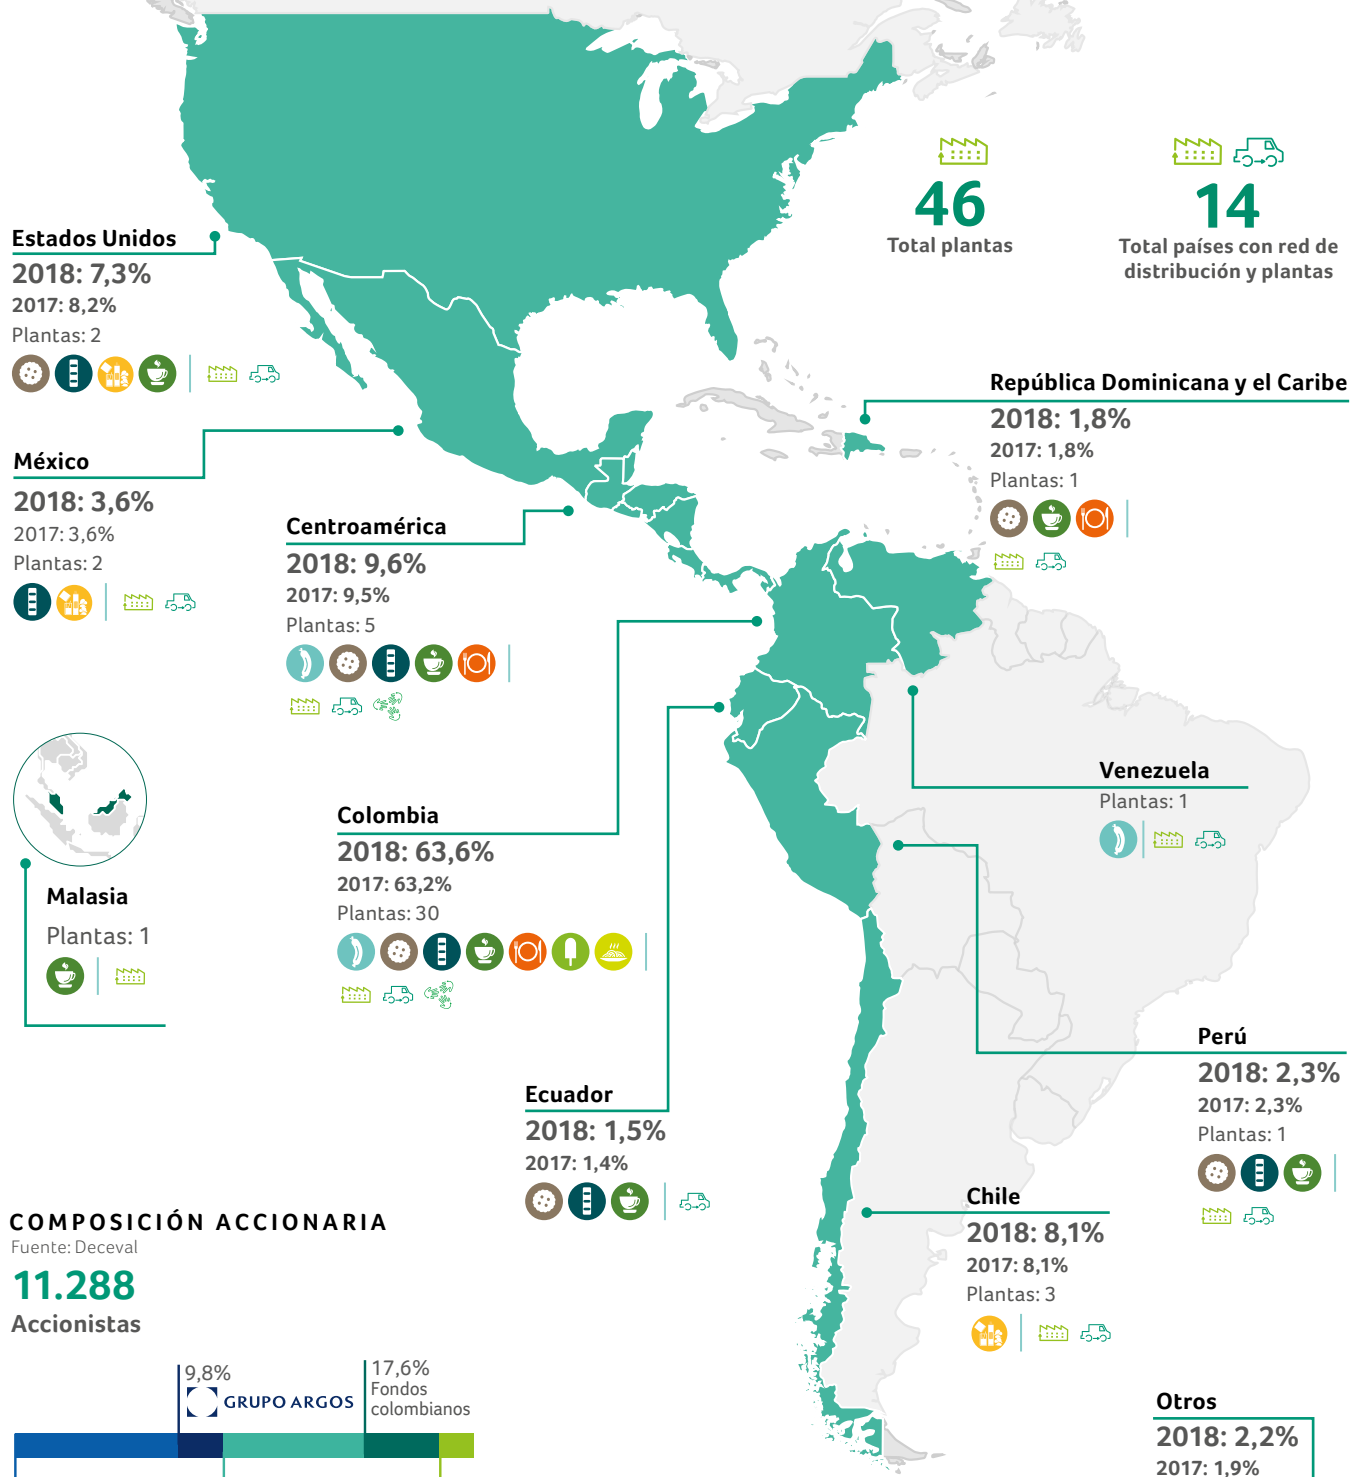 46
Total plantas
14
Total países con red de
distribución y plantas
Estados Unidos
2018: 7,3%
2017: 8,2%
Plantas: 2
República Dominicana y el Caribe
2018: 1,8%
2017: 1,8%
Plantas: 1
México
2018: 3,6%
2017: 3,6%
Plantas: 2
Centroamérica
2018: 9,6%
2017: 9,5%
Plantas: 5
Venezuela
Plantas: 1
Colombia
2018: 63,6%
2017: 63,2%
Plantas: 30
Malasia
Plantas: 1
Perú
2018: 2,3%
2017: 2,3%
Plantas: 1
Ecuador
2018: 1,5%
2017: 1,4%
Chile
2018: 8,1%
2017: 8,1%
Plantas: 3
COMPOSICIÓN ACCIONARIA
Fuente: Deceval
11.288
Accionistas
9,8%
GRUPO ARGOS
17,6%
Fondos
colombianos
Otros
2018: 2,2%
2017: 1,9%